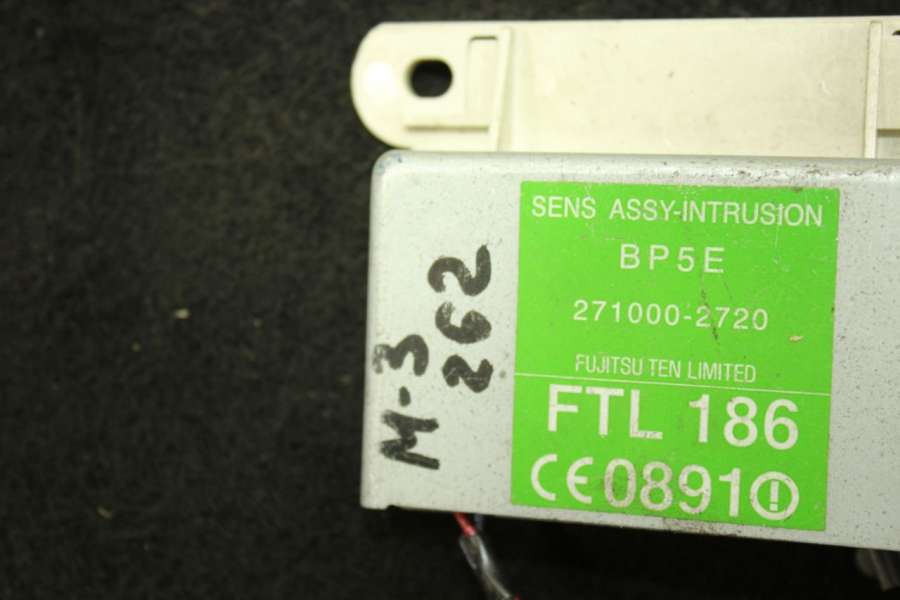 SENS ASSY-INTRUSION
BP5E
271000-2720
FUJITSU TEN LIMITED
FTL 186
CE0891
M-3
262